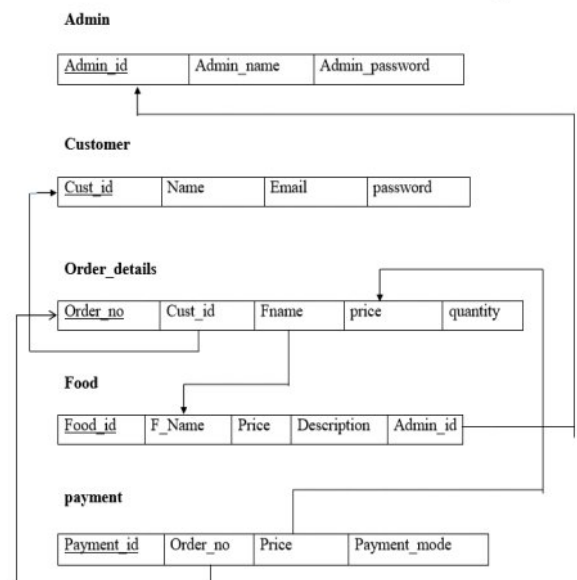 Admin
Admin_id Admin_name Admin_password
Customer
Cust_id Name Email password
Order_details
Order_no Cust_id Fname price quantity
Food
Food_id F_Name Price Description Admin_id
payment
Payment_id Order_no Price Payment_mode